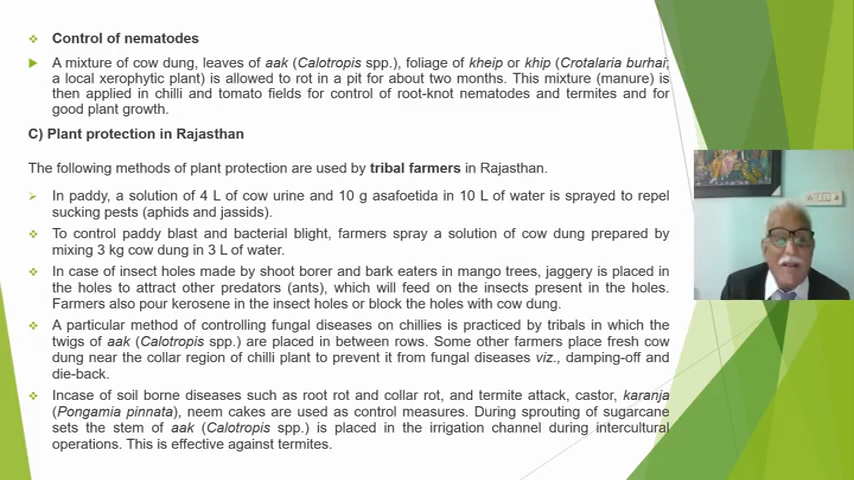 Control of nematodes
A mixture of cow dung, leaves of aak (Calotropis spp.), foliage of kheip or khip (Crotalaria burhai;
a local xerophytic plant) is allowed to rot in a pit for about two months. This mixture (manure) is
then applied in chilli and tomato fields for control of root-knot nematodes and termites and for
good plant growth.
C) Plant protection in Rajasthan
The following methods of plant protection are used by tribal farmers in Rajasthan.
In paddy, a solution of 4 L of cow urine and 10 g asafoetida in 10 L of water is sprayed to repel
sucking pests (aphids and jassids).
To control paddy blast and bacterial blight, farmers spray a solution of cow dung prepared by
mixing 3 kg cow dung in 3 L of water.
In case of insect holes made by shoot borer and bark eaters in mango trees, jaggery is placed in
the holes to attract other predators (ants), which will feed on the insects present in the holes.
Farmers also pour kerosene in the insect holes or block the holes with cow dung.
A particular method of controlling fungal diseases on chillies is practiced by tribals in which the
twigs of aak (Calotropis spp.) are placed in between rows. Some other farmers place fresh cow
dung near the collar region of chilli plant to prevent it from fungal diseases viz., damping-off and
die-back.
Incase of soil borne diseases such as root rot and collar rot, and termite attack, castor, karanja
(Pongamia pinnata), neem cakes are used as control measures. During sprouting of sugarcane
sets the stem of aak (Calotropis spp.) is placed in the irrigation channel during intercultural
operations. This is effective against termites.